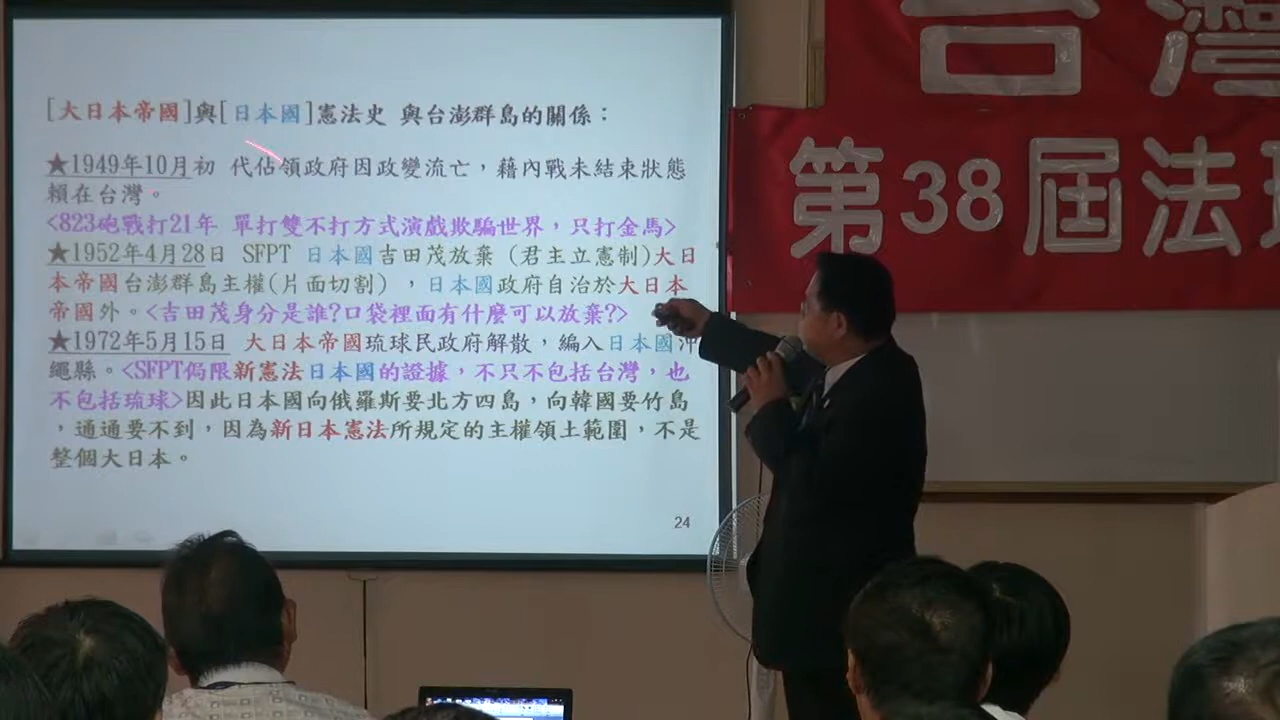 [大日本帝國]與[日本國]憲法史 與台澎群島的關係：
★1949年10月初 代佔領政府因政變流亡，藉內戰未結束狀態
賴在台灣。
<823砲戰打21年 單打雙不打方式演戲欺騙世界，只打金馬>
★1952年4月28日 SFPT 日本國吉田茂放棄（君主立憲制)大日
本帝國台澎群島主權(片面切割），日本國政府自治於大日本
帝國外。<吉田茂身分是誰?口袋裡面有什麼可以放棄?>
★1972年5月15日 大日本帝國琉球民政府解散，編入日本國沖
繩縣。<SFPT侷限新憲法日本國的證據，不只不包括台灣，也
不包括琉球>因此日本國向俄羅斯要北方四島，向韓國要竹島
，通通要不到，因為新日本憲法所規定的主權領土範圍，不是
整個大日本。
24
台灣
第38屆法理